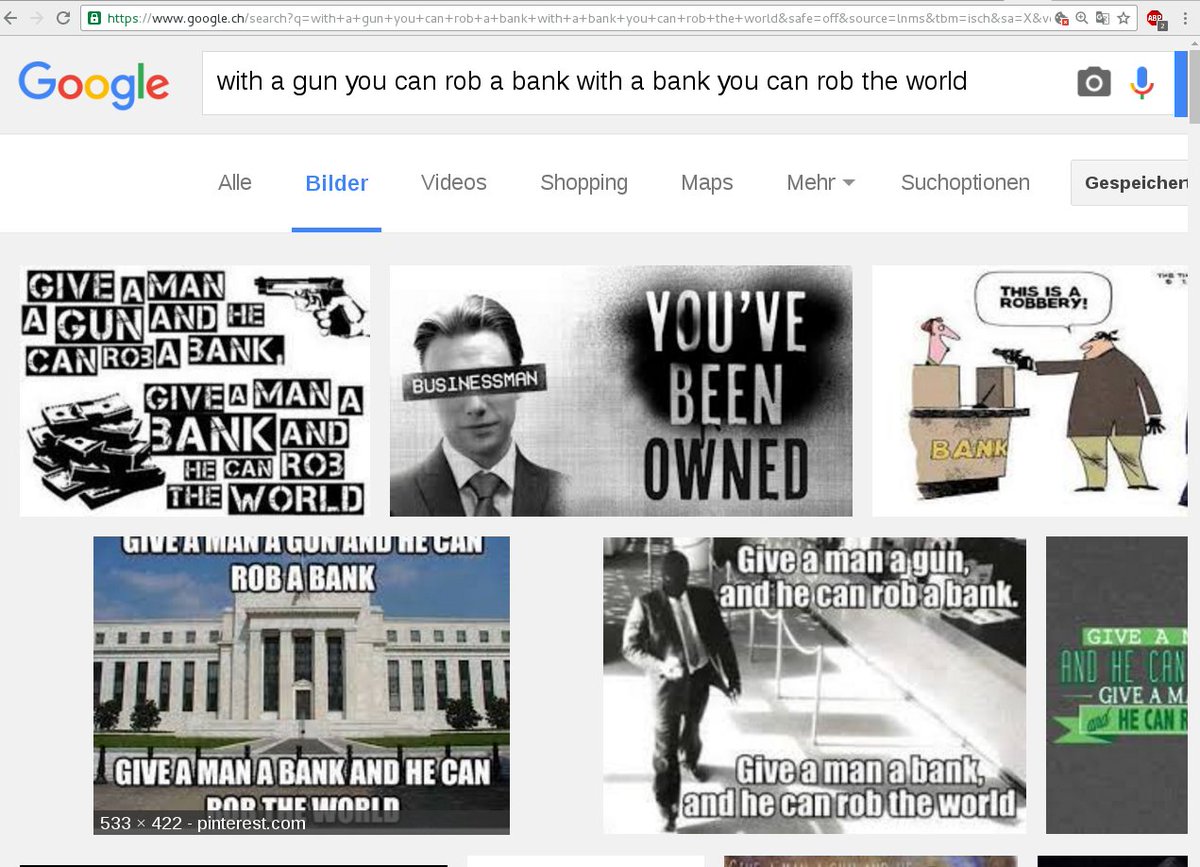 https://www.google.ch/search?q=with+a+gun+you+can+rob+a+bank+with+a+bank+you+can+rob+the+world&safe=off&source=lnms&tbm=isch&sa=X&v
ABP
2
Google
with a gun you can rob a bank with a bank you can rob the world
Alle
Bilder
Videos
Shopping
Maps
Mehr
Suchoptionen
Gespeichert
GIVE A MAN
A GUN AND HE
CAN ROB A BANK,
GIVE A MAN A
BANK AND
HE CAN ROB
THE WORLD
BUSINESSMAN
YOU'VE
BEEN
OWNED
THIS IS A
ROBBERY!
BANK
GIVE A MAN A GUN AND HE CAN
ROB A BANK
GIVE A MAN A BANK AND HE CAN
ROB THE WORLD
533 × 422 - pinterest.com
Give a man a gun,
and he can rob a bank.
Give a man a bank,
and he can rob the world
GIVE A
AND HE CAN
GIVE A
and HE CAN